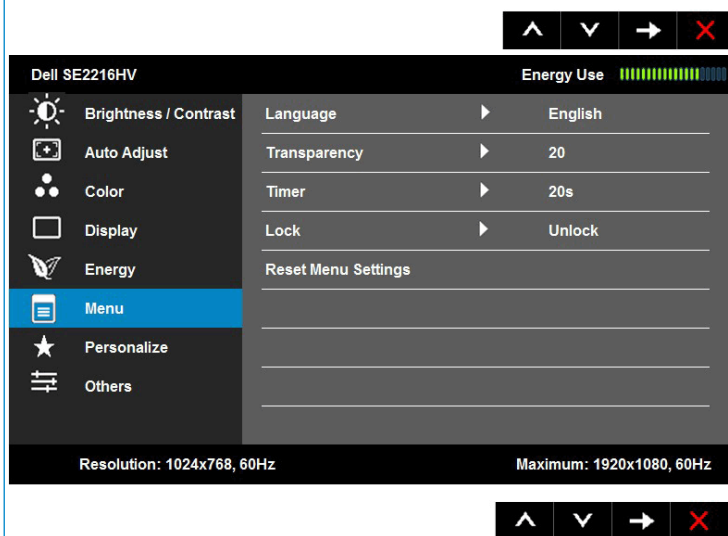 Dell SE2216HV Energy Use
Brightness / Contrast Language English
Auto Adjust Transparency 20
Color Timer 20s
Display Lock Unlock
Energy Reset Menu Settings
Menu
Personalize
Others
Resolution: 1024x768, 60Hz Maximum: 1920x1080, 60Hz